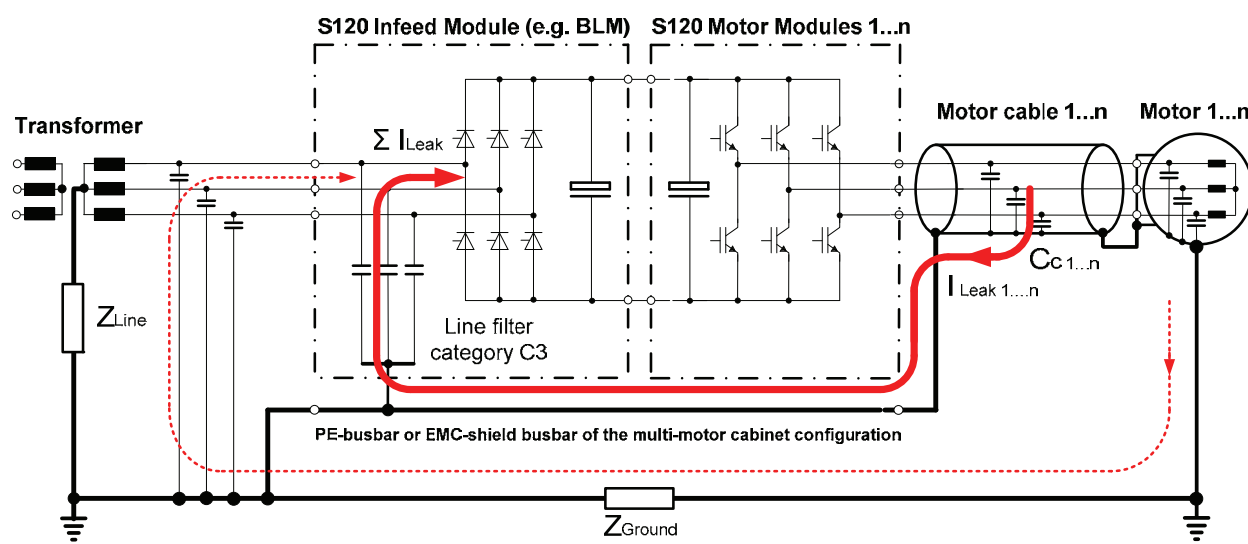 S120 Infeed Module (e.g. BLM)
S120 Motor Modules 1...n
Transformer
Motor cable 1...n
Motor 1...n
Σ ILeak
CC 1...n
I Leak 1....n
ZLine
Line filter
category C3
PE-busbar or EMC-shield busbar of the multi-motor cabinet configuration
ZGround